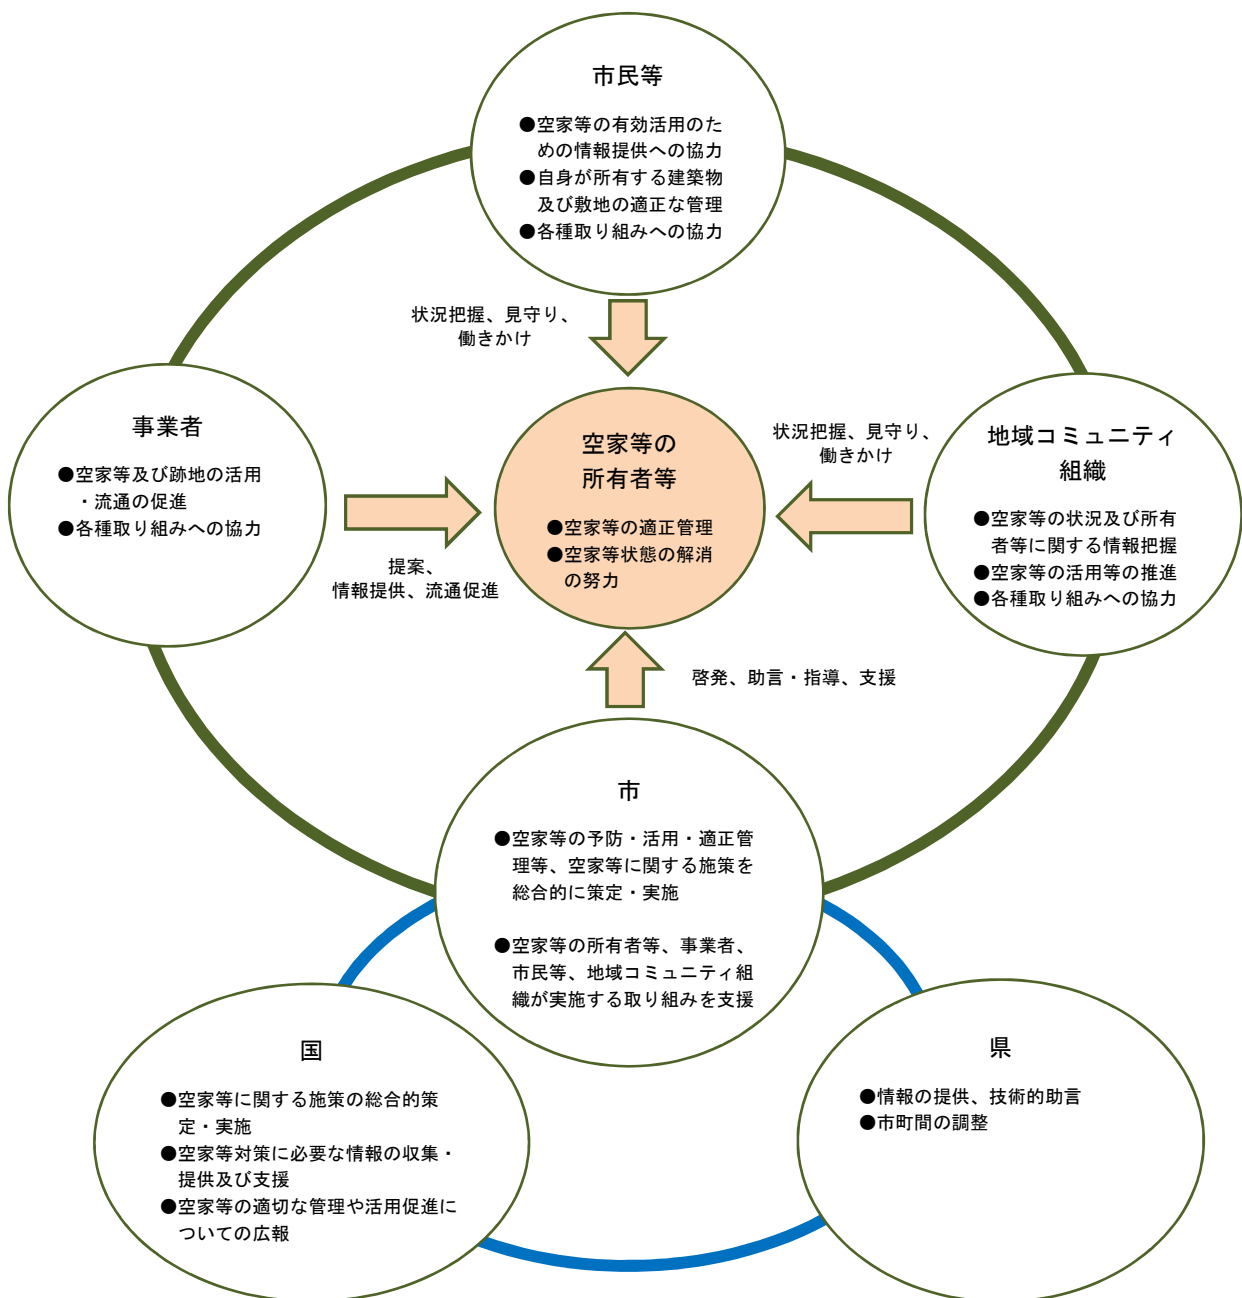 市民等
●空家等の有効活用のた
めの情報提供への協力
●自身が所有する建築物
及び敷地の適正な管理
●各種取り組みへの協力
状況把握、見守り、
働きかけ
事業者
●空家等及び跡地の活用
・流通の促進
●各種取り組みへの協力
提案、
情報提供、流通促進
空家等の
所有者等
●空家等の適正管理
●空家等状態の解消
の努力
状況把握、見守り、
働きかけ
地域コミュニティ
組織
●空家等の状況及び所有
者等に関する情報把握
●空家等の活用等の推進
●各種取り組みへの協力
啓発、助言・指導、支援
市
●空家等の予防・活用・適正管
理等、空家等に関する施策を
総合的に策定・実施
●空家等の所有者等、事業者、
市民等、地域コミュニティ組
織が実施する取り組みを支援
国
●空家等に関する施策の総合的策
定・実施
●空家等対策に必要な情報の収集・
提供及び支援
●空家等の適切な管理や活用促進に
ついての広報
県
●情報の提供、技術的助言
●市町間の調整